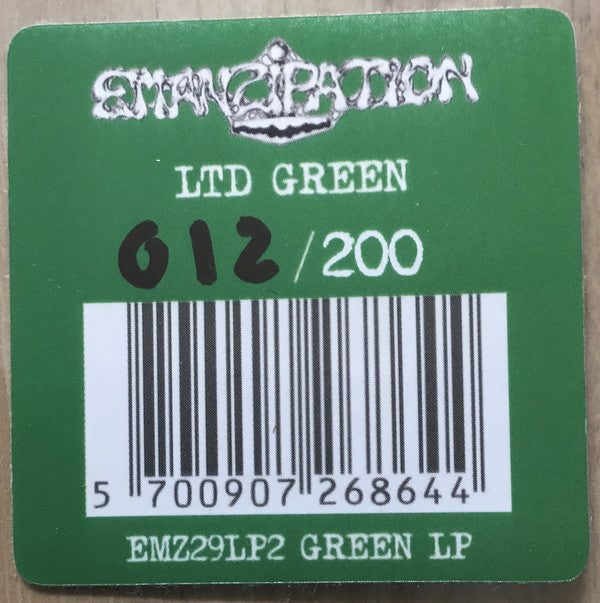 EMANZIPATION
LTD GREEN
012/200
5 700907 268644
EMZ29LP2 GREEN LP